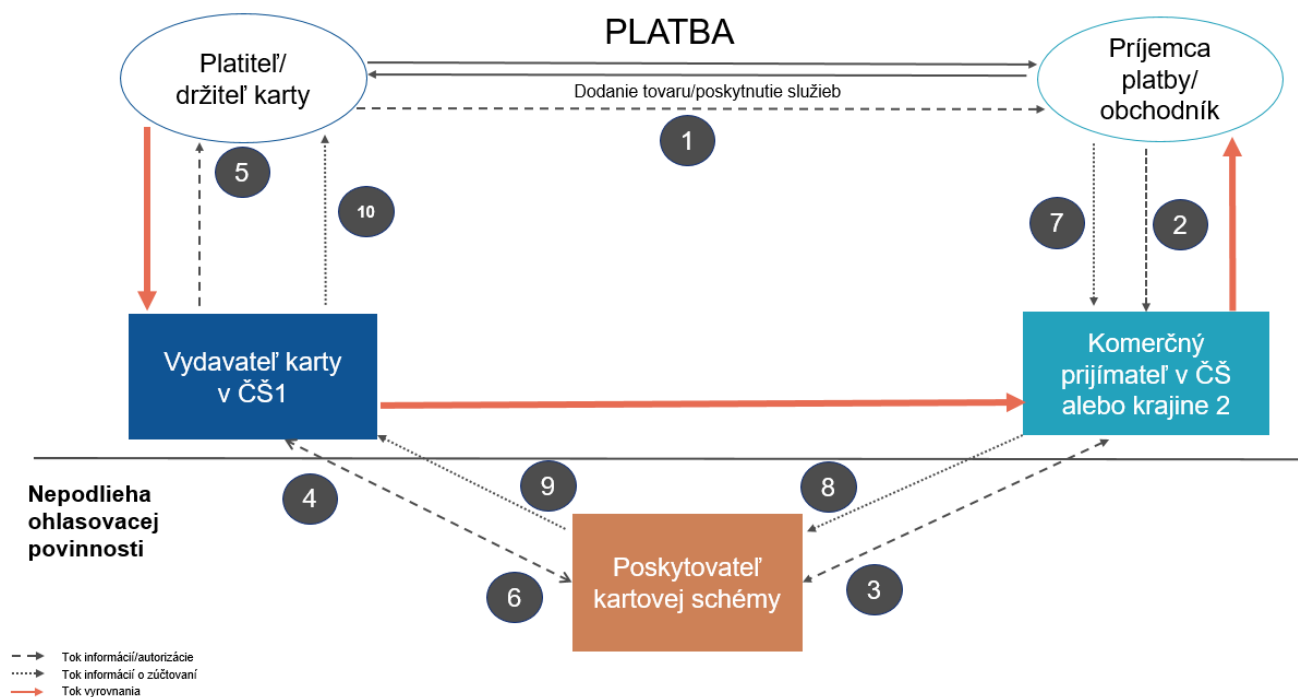 PLATBA
Platiteľ/
držiteľ karty
Príjemca
platby/
obchodník
Dodanie tovaru/poskytnutie služieb
1
5
10
7
2
Vydavateľ karty
v ČŠ1
Komerčný
prijímateľ v ČŠ
alebo krajine 2
Nepodlieha
ohlasovacej
povinnosti
4
9
8
6
3
Poskytovateľ
kartovej schémy
Tok informácií/autorizácie
Tok informácií o zúčtovaní
Tok vyrovnania